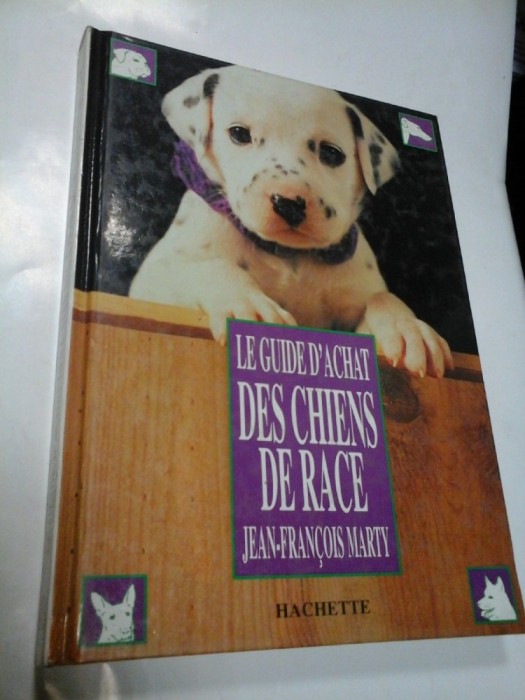 LE GUIDE D'ACHAT
DES CHIENS
DE RACE
JEAN-FRANÇOIS MARTY
HACHETTE